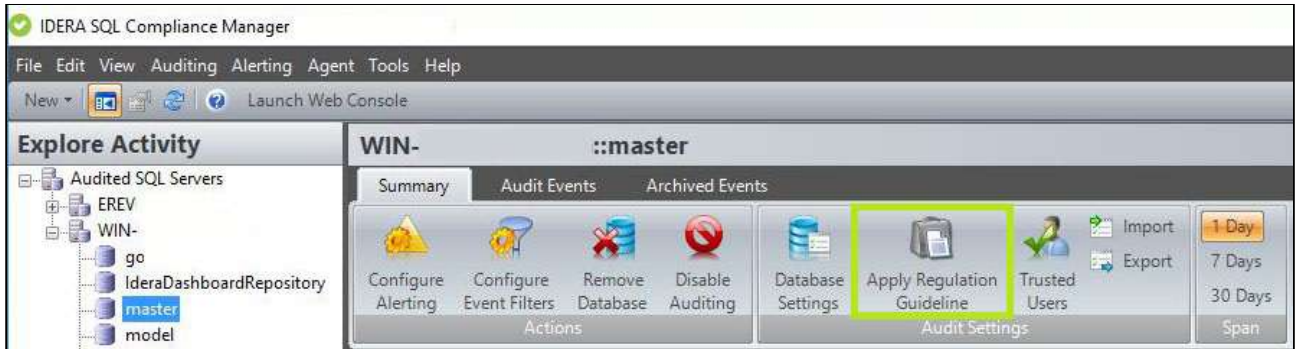 IDERA SQL Compliance Manager
File Edit View Auditing Alerting Agent Tools Help
New Launch Web Console
Explore Activity
Audited SQL Servers
EREV
WIN-
go
IderaDashboardRepository
master
model
WIN- ::master
Summary Audit Events Archived Events
Configure Alerting
Configure Event Filters
Remove Database
Disable Auditing
Actions
Database Settings
Apply Regulation Guideline
Trusted Users
Import
Export
Audit Settings
1 Day
7 Days
30 Days
Span